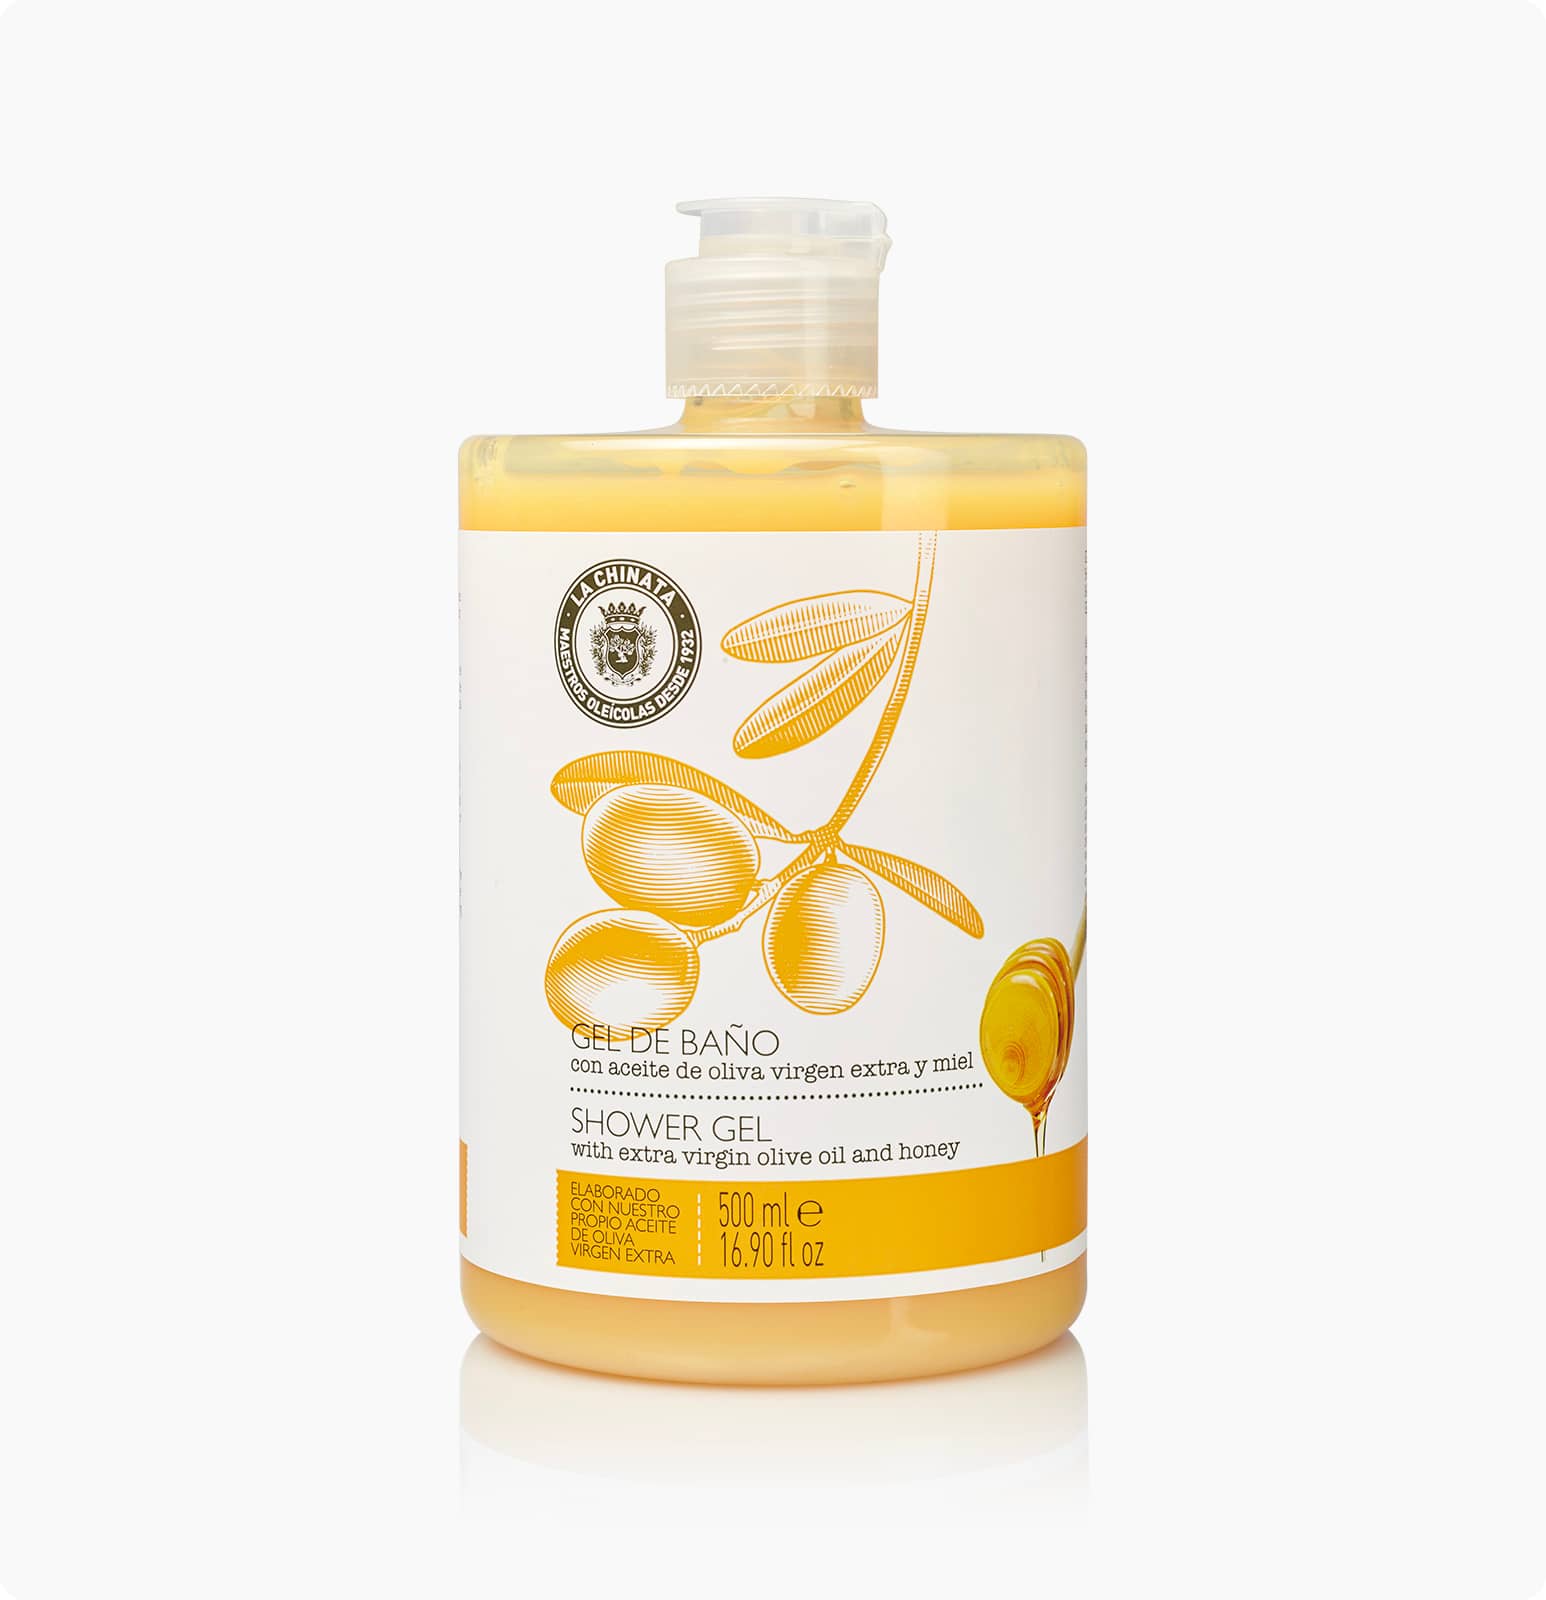 LA CHINATA
MAESTROS OLEÍCOLAS DESDE 1932
GEL DE BAÑO
con aceite de oliva virgen extra y miel
SHOWER GEL
with extra virgin olive oil and honey
ELABORADO
CON NUESTRO
PROPIO ACEITE
DE OLIVA
VIRGEN EXTRA
500 ml ℮
16.90 fl oz